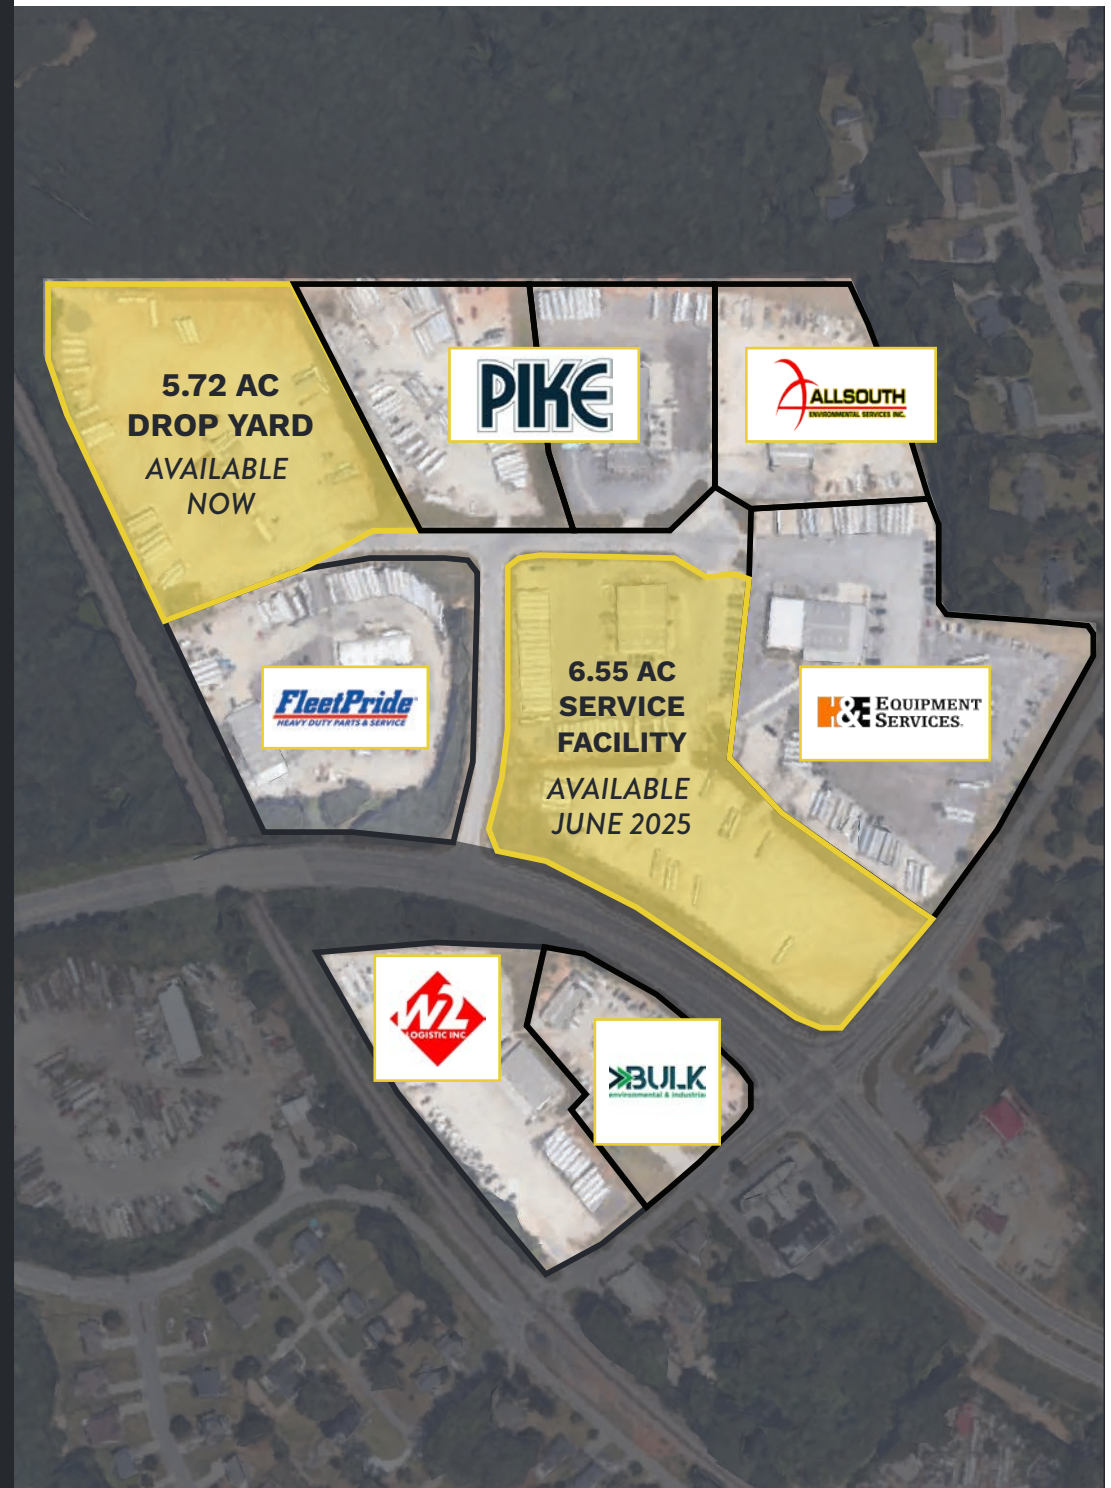 5.72 AC
DROP YARD
AVAILABLE
NOW
PIKE
ALLSOUTH
ENVIRONMENTAL SERVICES INC.
FleetPride
HEAVY DUTY PARTS & SERVICE
6.55 AC
SERVICE
FACILITY
AVAILABLE
JUNE 2025
H&E EQUIPMENT
SERVICES.
WL
LOGISTIC INC
BULK
environmental & industrial